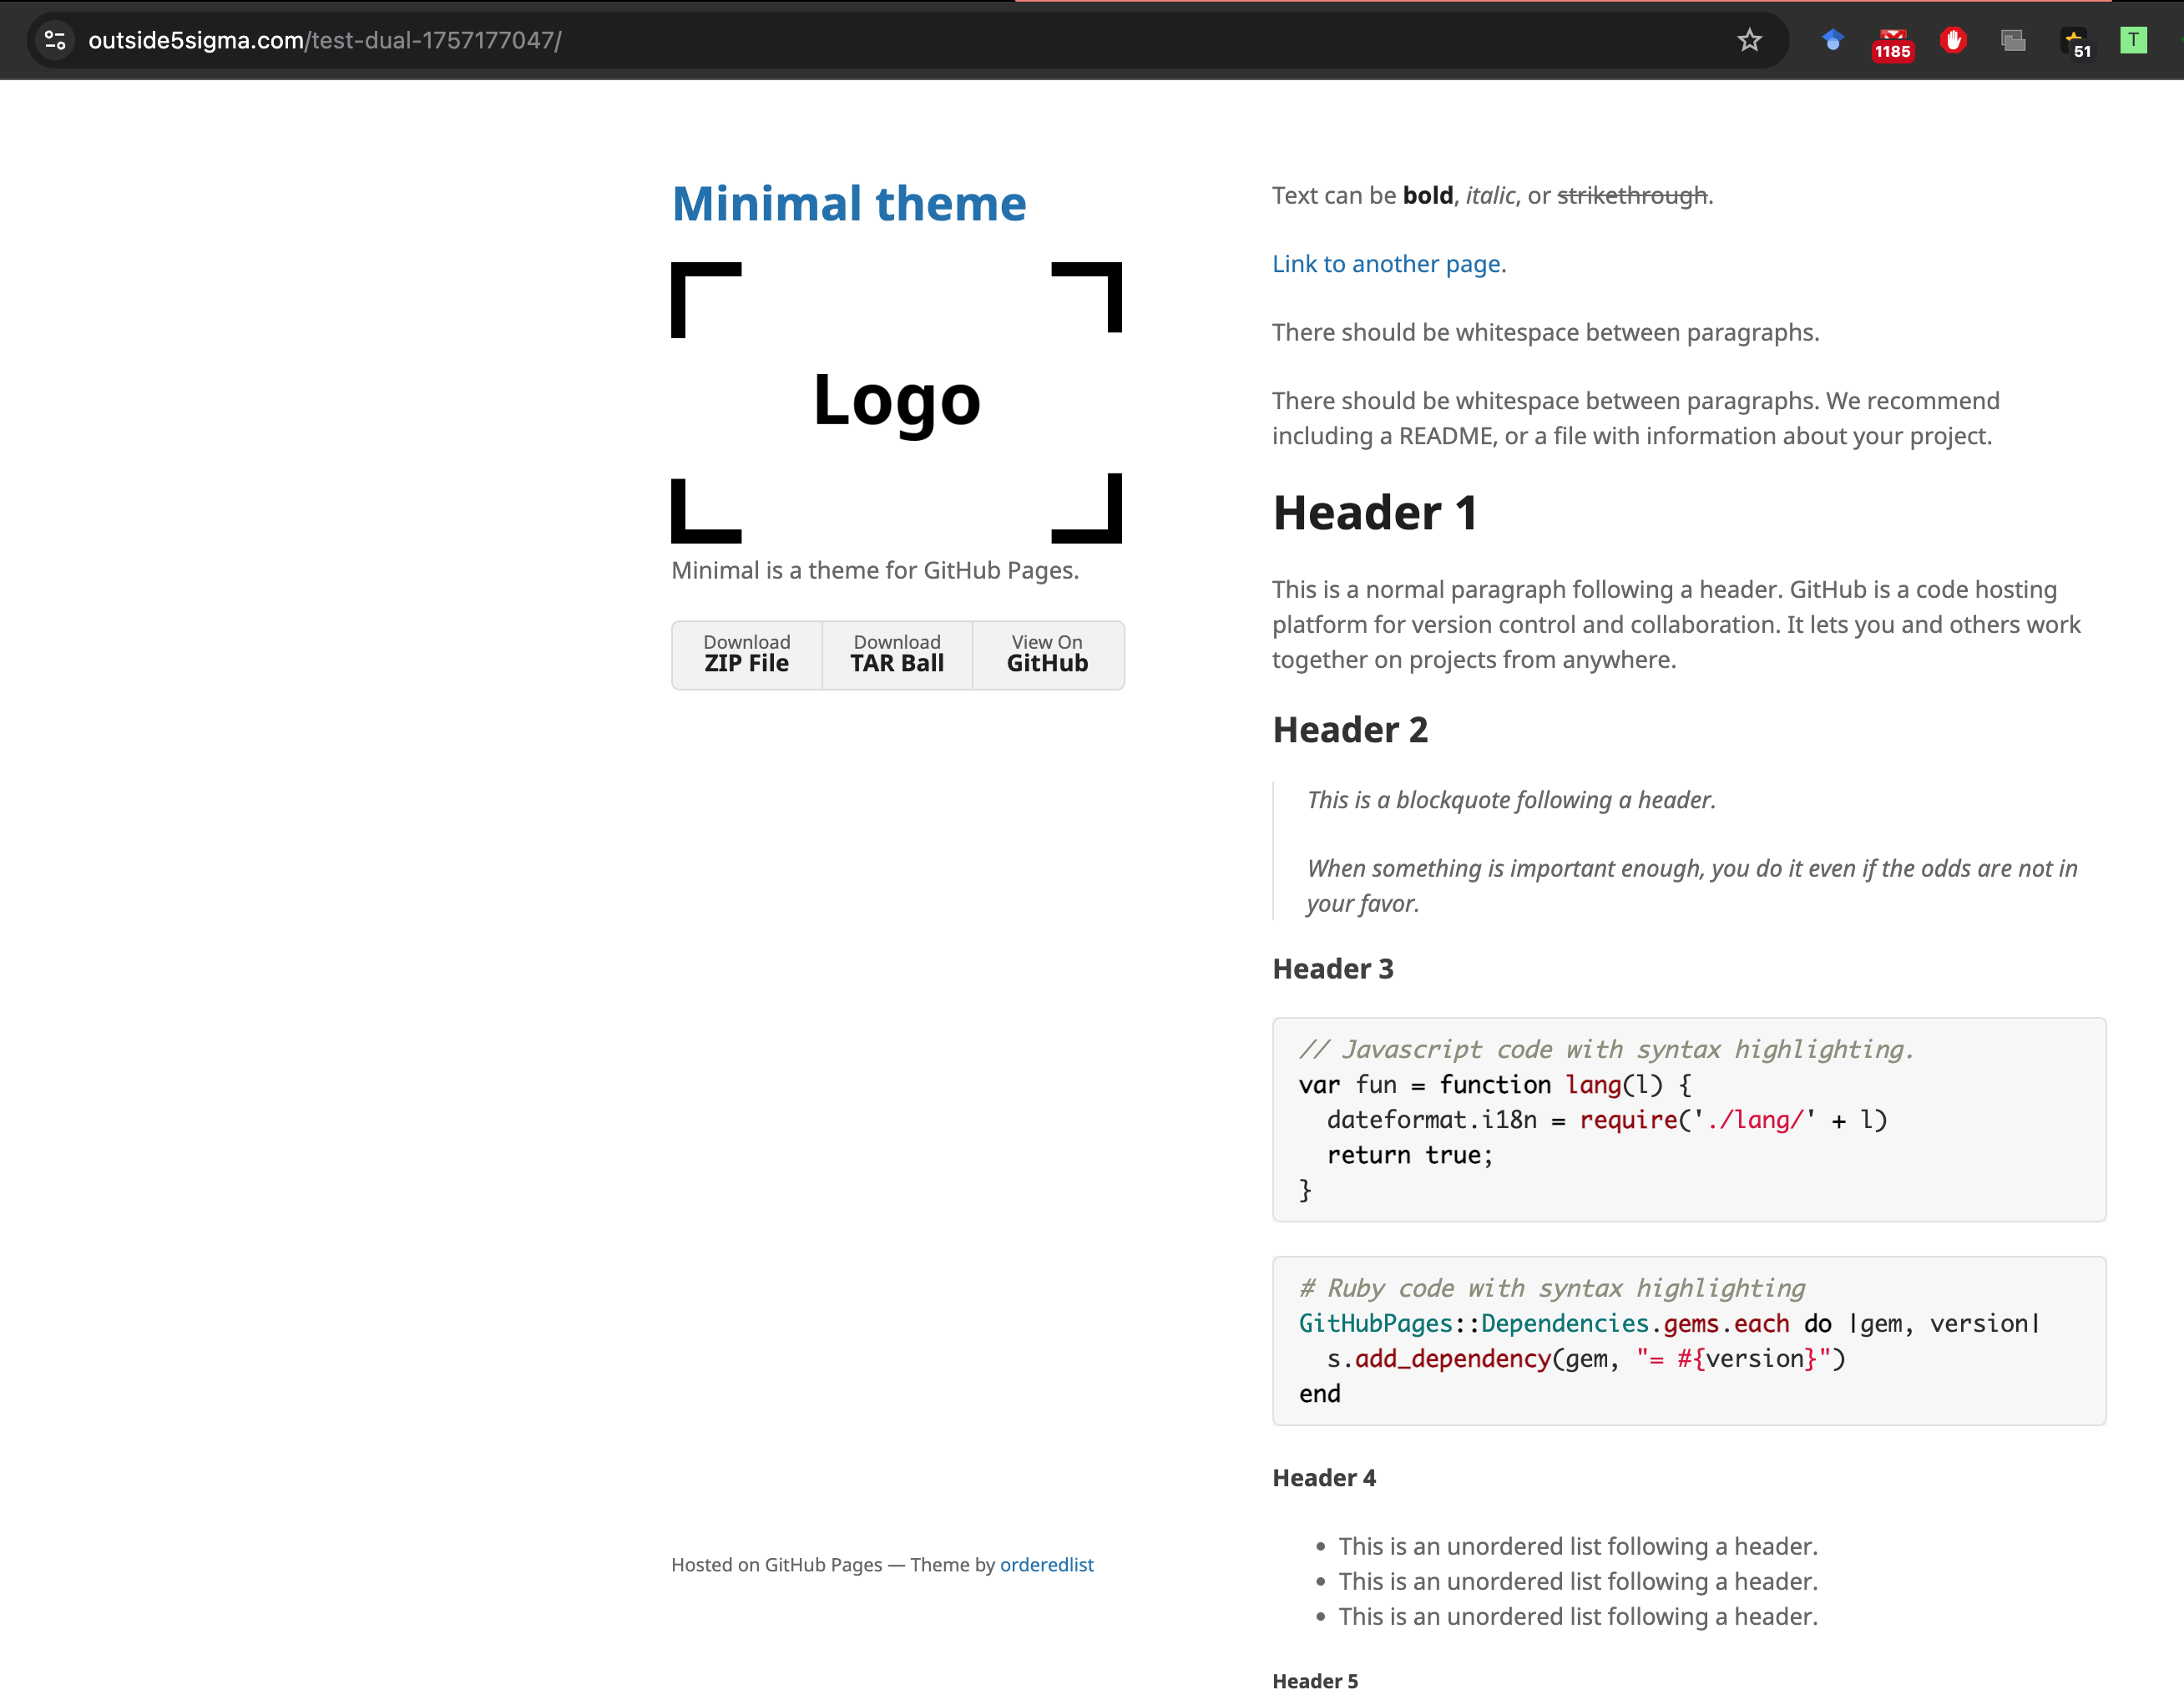 outside5sigma.com/test-dual-1757177047/
1185
51
T
Minimal theme
Logo
Minimal is a theme for GitHub Pages.
Download
ZIP File
Download
TAR Ball
View On
GitHub
Hosted on GitHub Pages — Theme by orderedlist
Text can be bold, italic, or strikethrough.
Link to another page.
There should be whitespace between paragraphs.
There should be whitespace between paragraphs. We recommend
including a README, or a file with information about your project.
Header 1
This is a normal paragraph following a header. GitHub is a code hosting
platform for version control and collaboration. It lets you and others work
together on projects from anywhere.
Header 2
This is a blockquote following a header.
When something is important enough, you do it even if the odds are not in
your favor.
Header 3
// Javascript code with syntax highlighting.
var fun = function lang(l) {
  dateformat.i18n = require('./lang/' + l)
  return true;
}
# Ruby code with syntax highlighting
GitHubPages::Dependencies.gems.each do |gem, version|
  s.add_dependency(gem, "= #{version}")
end
Header 4
• This is an unordered list following a header.
• This is an unordered list following a header.
• This is an unordered list following a header.
Header 5